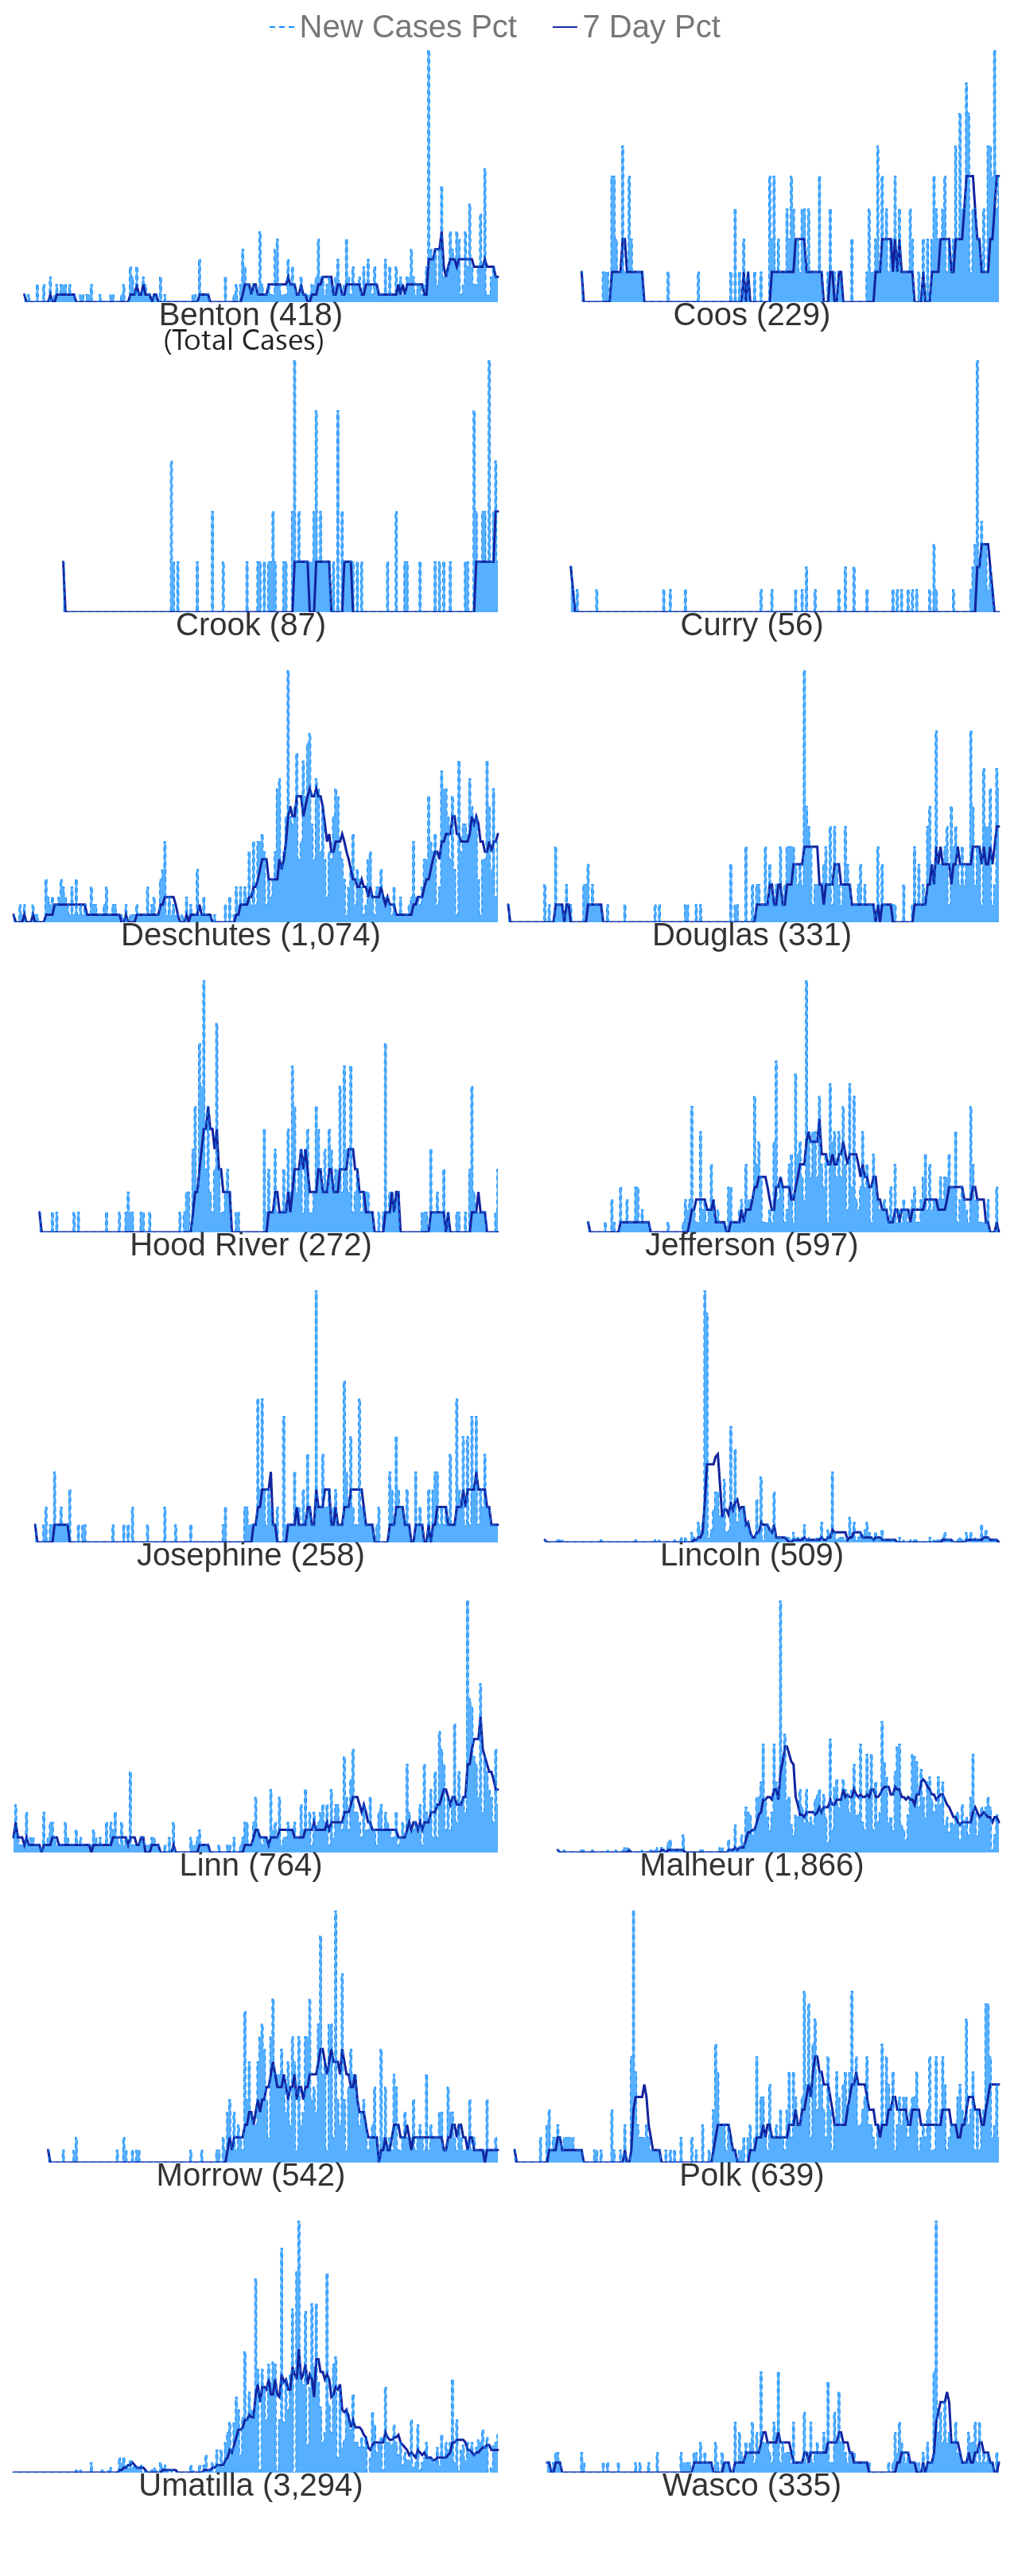 New Cases Pct 7 Day Pct
Benton (418) Coos (229)
(Total Cases)
Crook (87) Curry (56)
Deschutes (1,074) Douglas (331)
Hood River (272) Jefferson (597)
Josephine (258) Lincoln (509)
Linn (764) Malheur (1,866)
Morrow (542) Polk (639)
Umatilla (3,294) Wasco (335)